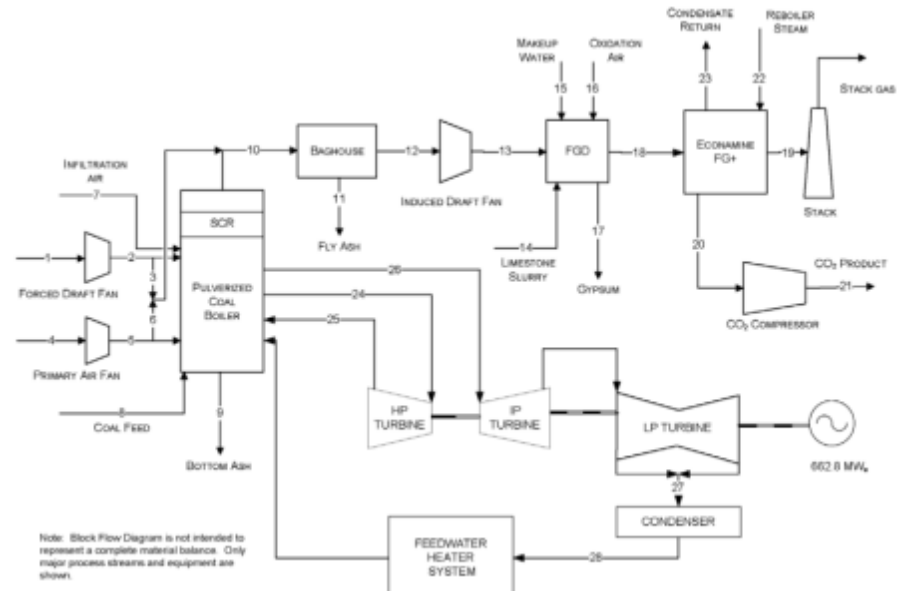 CONDENSATE
RETURN
REBOILER
STEAM
MAKEUP
WATER
OXIDATION
AIR
23
22
STACK GAS
15
16
10
BAGHOUSE
12
13
FGD
18
ECONAMINE
FG+
19
INFILTRATION
AIR
7
11
INDUCED DRAFT FAN
STACK
SCR
FLY ASH
14
LIMESTONE
SLURRY
17
GYPSUM
20
1
2
3
FORCED DRAFT FAN
PULVERIZED
COAL
BOILER
26
24
25
CO2 PRODUCT
21
CO2 COMPRESSOR
6
4
5
PRIMARY AIR FAN
8
COAL FEED
9
BOTTOM ASH
HP
TURBINE
IP
TURBINE
LP TURBINE
662.8 MWe
27
CONDENSER
28
FEEDWATER
HEATER
SYSTEM
Note: Block Flow Diagram is not intended to
represent a complete material balance. Only
major process streams and equipment are
shown.